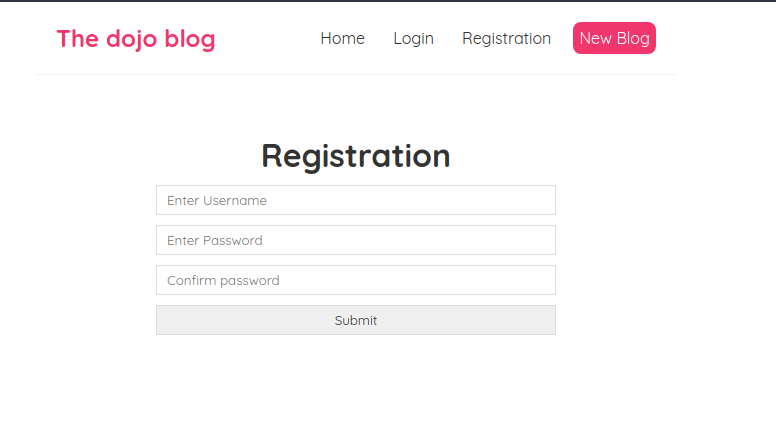 The dojo blog Home Login Registration New Blog
Registration
Enter Username
Enter Password
Confirm password
Submit